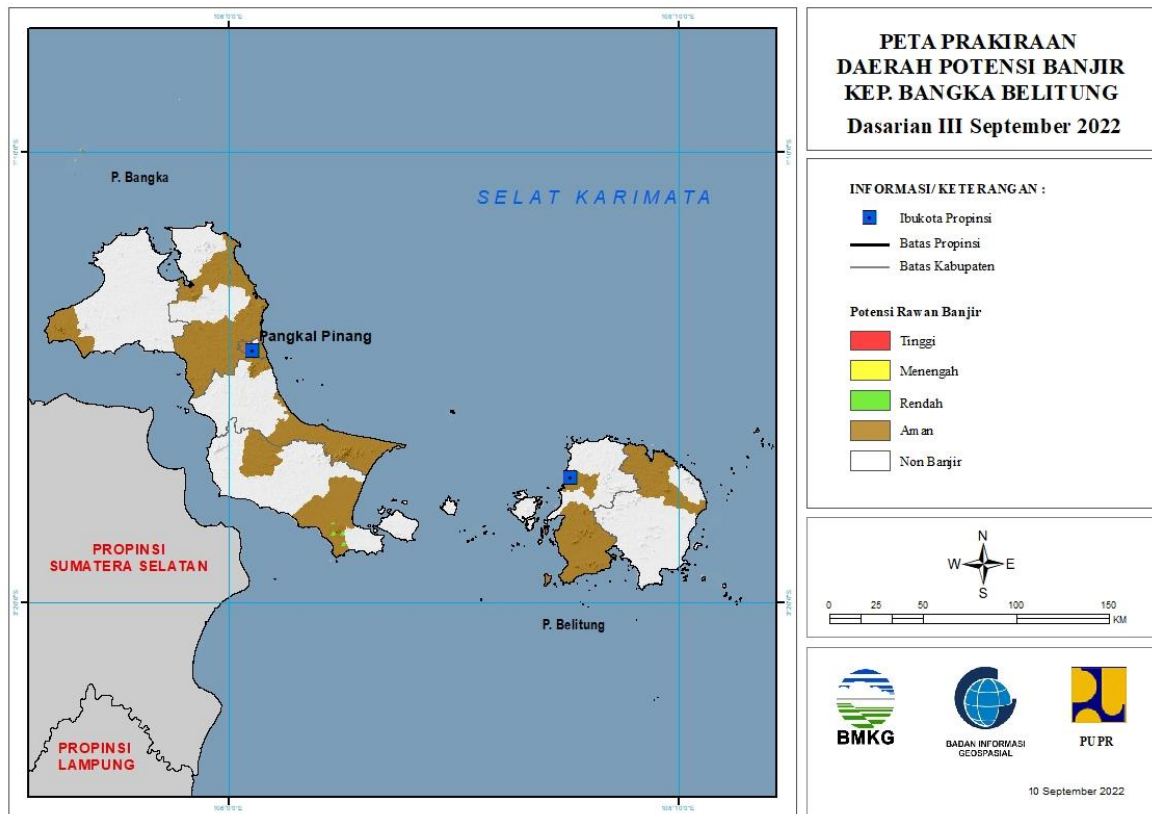 PETA PRAKIRAAN
DAERAH POTENSI BANJIR
KEP. BANGKA BELITUNG
Dasarian III September 2022
P. Bangka
SELAT KARIMATA
Pangkal Pinang
PROPINSI
SUMATERA SELATAN
P. Belitung
PROPINSI
LAMPUNG
INFORMASI/ KETERANGAN :
Ibukota Propinsi
Batas Propinsi
Batas Kabupaten
Potensi Rawan Banjir
Tinggi
Menengah
Rendah
Aman
Non Banjir
N
W E
S
0 25 50 100 150
KM
BMKG
BADAN INFORMASI
GEOSPASIAL
PUPR
10 September 2022